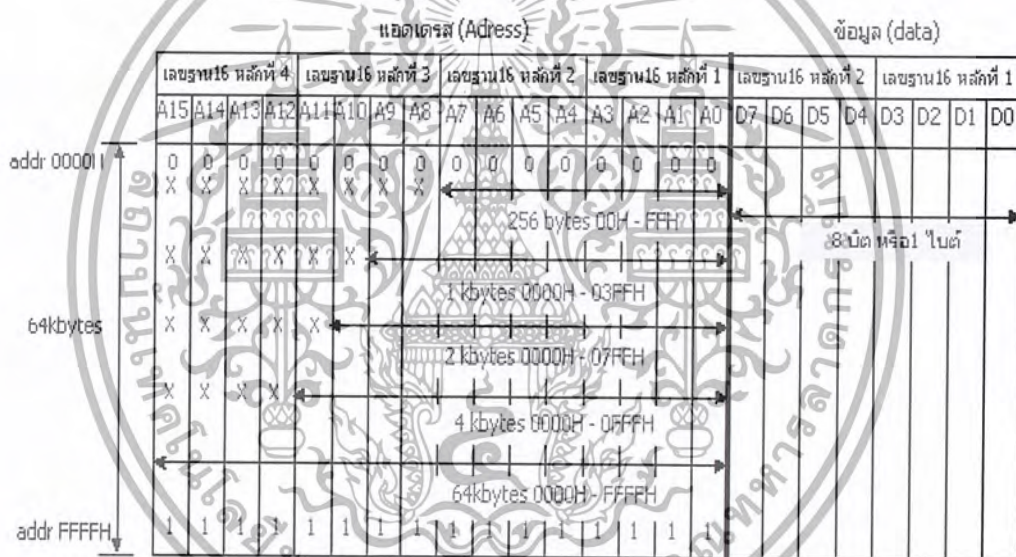 แอดเดรส (Adress) ข้อมูล (data)
เลขฐาน16 หลักที่ 4 เลขฐาน16 หลักที่ 3 เลขฐาน16 หลักที่ 2 เลขฐาน16 หลักที่ 1 เลขฐาน16 หลักที่ 2 เลขฐาน16 หลักที่ 1
A15 A14 A13 A12 A11 A10 A9 A8 A7 A6 A5 A4 A3 A2 A1 A0 D7 D6 D5 D4 D3 D2 D1 D0
addr 0000H 0 0 0 0 0 0 0 0 0 0 0 0 0 0 0 0
X X X X X X X X
256 bytes 00H - FFH
8 บิต หรือ1 ไบต์
X X X X X X
1 kbytes 0000H - 03FFH
64kbytes X X X X X
2 kbytes 0000H - 07FFH
X X X X
4 kbytes 0000H - 0FFFH
64kbytes 0000H - FFFFH
addr FFFFH 1 1 1 1 1 1 1 1 1 1 1 1 1 1 1 1